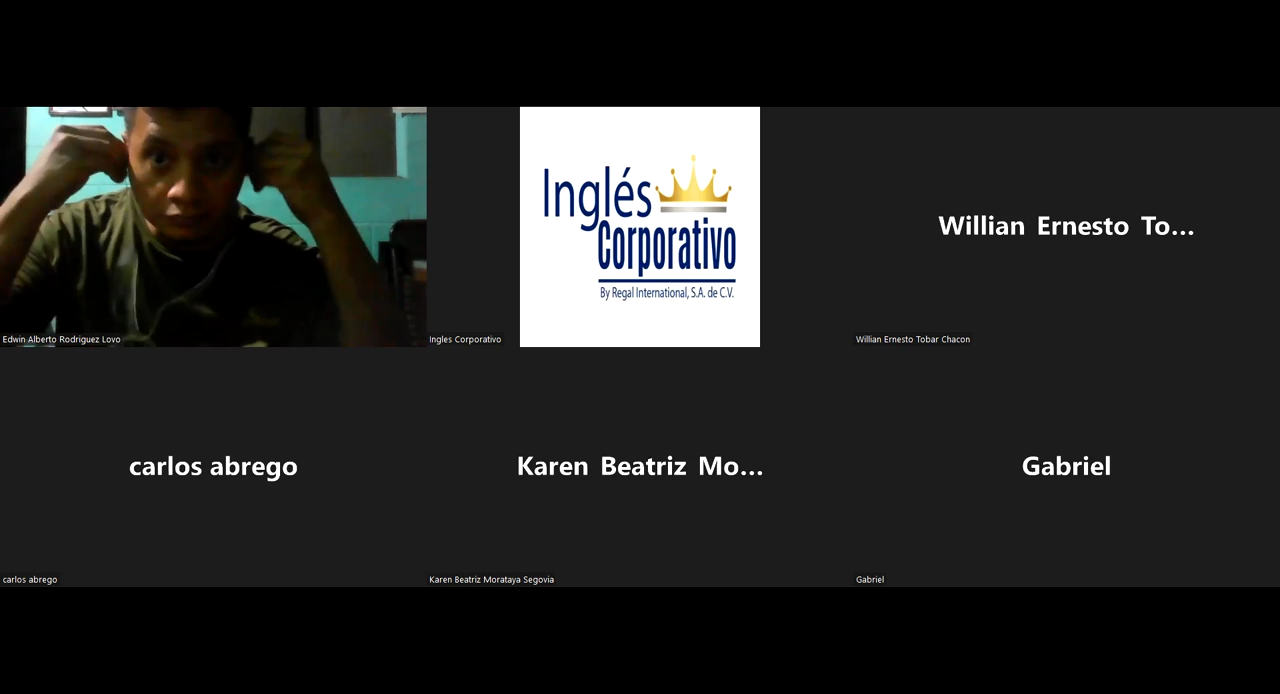 Inglés
Corporativo
By Regal International, S.A. de C.V.
Willian Ernesto To...
Edwin Alberto Rodriguez Lovo
Ingles Corporativo
Willian Ernesto Tobar Chacon
carlos abrego
Karen Beatriz Mo...
Gabriel
carlos abrego
Karen Beatriz Morataya Segovia
Gabriel